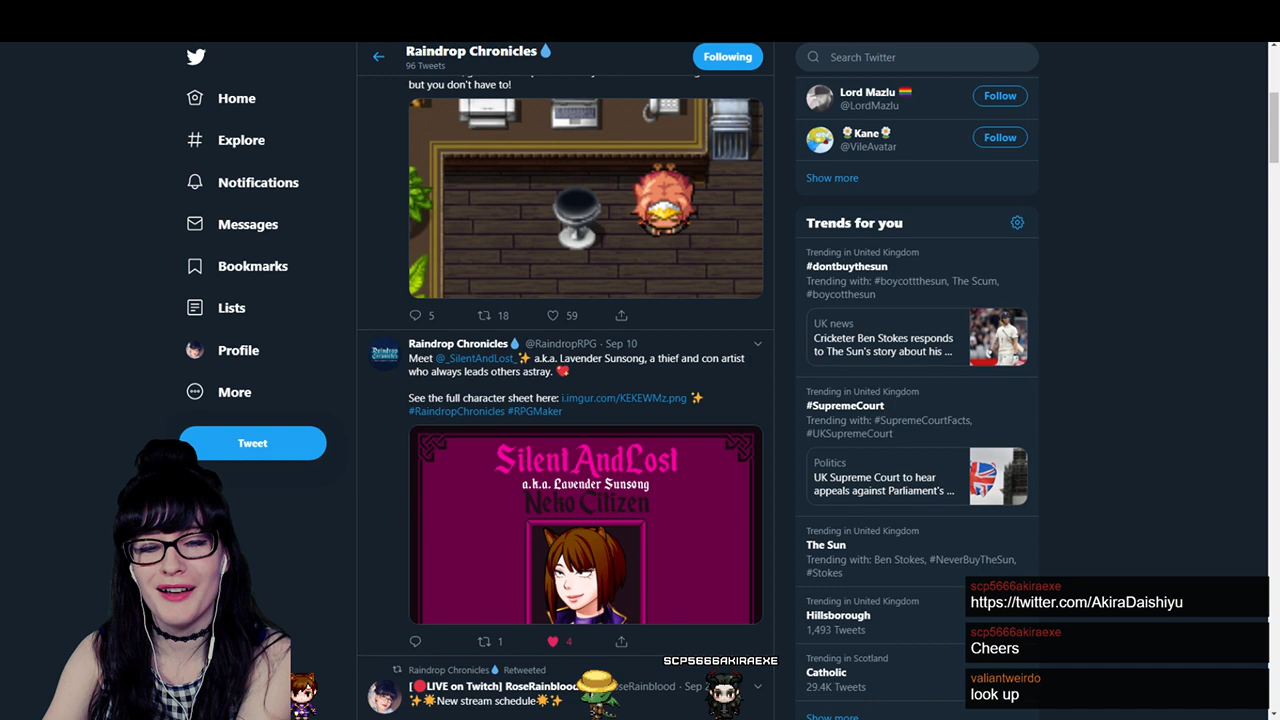 Home
Explore
Notifications
Messages
Bookmarks
Lists
Profile
More
Tweet
Raindrop Chronicles
96 Tweets
Following
but you don't have to!
5
18
59
Raindrop Chronicles @RaindropRPG · Sep 10
Meet @_SilentAndLost_ a.k.a. Lavender Sunsong, a thief and con artist
who always leads others astray.
See the full character sheet here: i.imgur.com/KEKEWMz.png
#RaindropChronicles #RPGMaker
SilentAndLost
a.k.a. Lavender Sunsong
Neko Citizen
1
4
Raindrop Chronicles Retweeted
LIVE on Twitch] RoseRainblood
New stream schedule
SCP5666AKIRAEXE
Search Twitter
Lord Mazlu
@LordMazlu
Follow
Kane
@VileAvatar
Follow
Show more
Trends for you
Trending in United Kingdom
#dontbuythesun
Trending with: #boycottthesun, The Scum,
#boycotthesun
UK news
Cricketer Ben Stokes responds
to The Sun's story about his ...
Trending in United Kingdom
#SupremeCourt
Trending with: #SupremeCourtFacts,
#UKSupremeCourt
Politics
UK Supreme Court to hear
appeals against Parliament's ...
Trending in United Kingdom
The Sun
Trending with: Ben Stokes, #NeverBuyTheSun,
#Stokes
Trending in United Kingdom
Hillsborough
1,493 Tweets
Trending in Scotland
Catholic
29.4K Tweets
Show more
scp5666akiraexe
https://twitter.com/AkiraDaishiyu
scp5666akiraexe
Cheers
valiantweirdo
look up